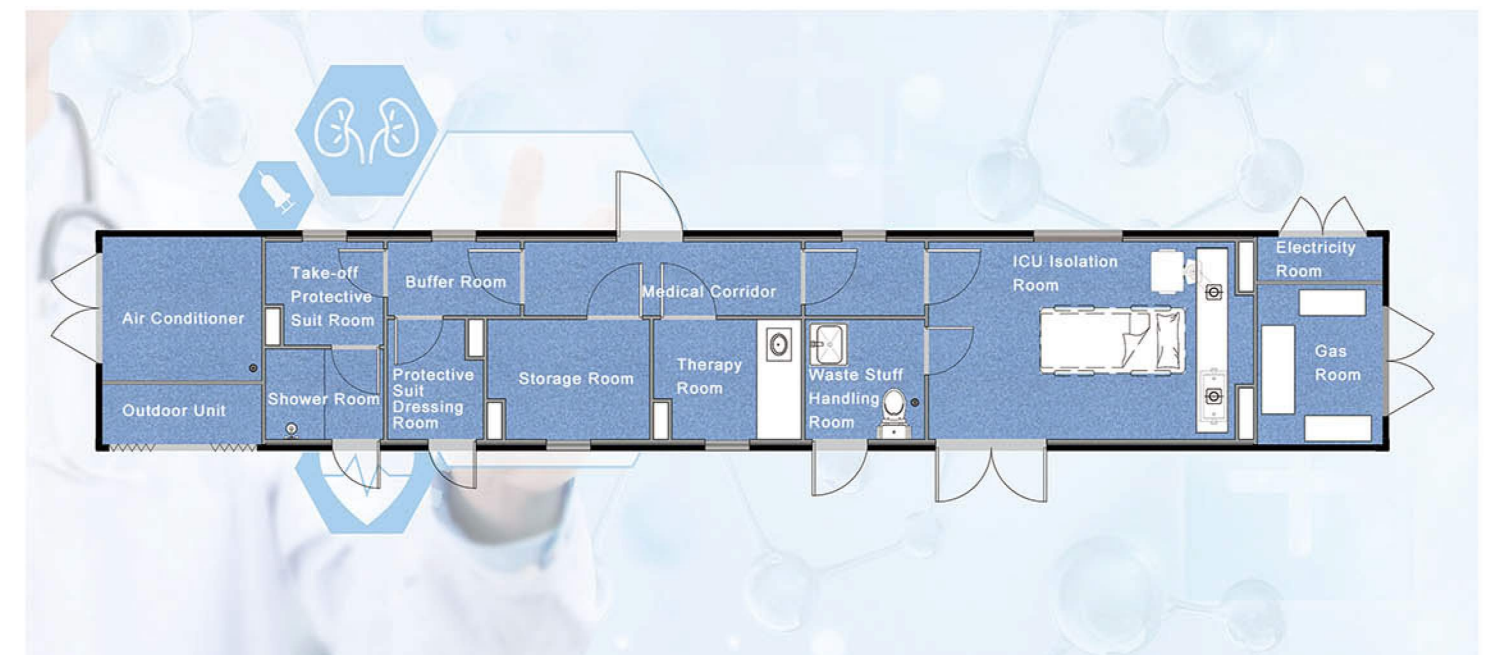 Air Conditioner
Outdoor Unit
Take-off
Protective
Suit Room
Shower Room
Buffer Room
Protective
Suit
Dressing
Room
Storage Room
Medical Corridor
Therapy
Room
Waste Stuff
Handling
Room
ICU Isolation
Room
Electricity
Room
Gas
Room